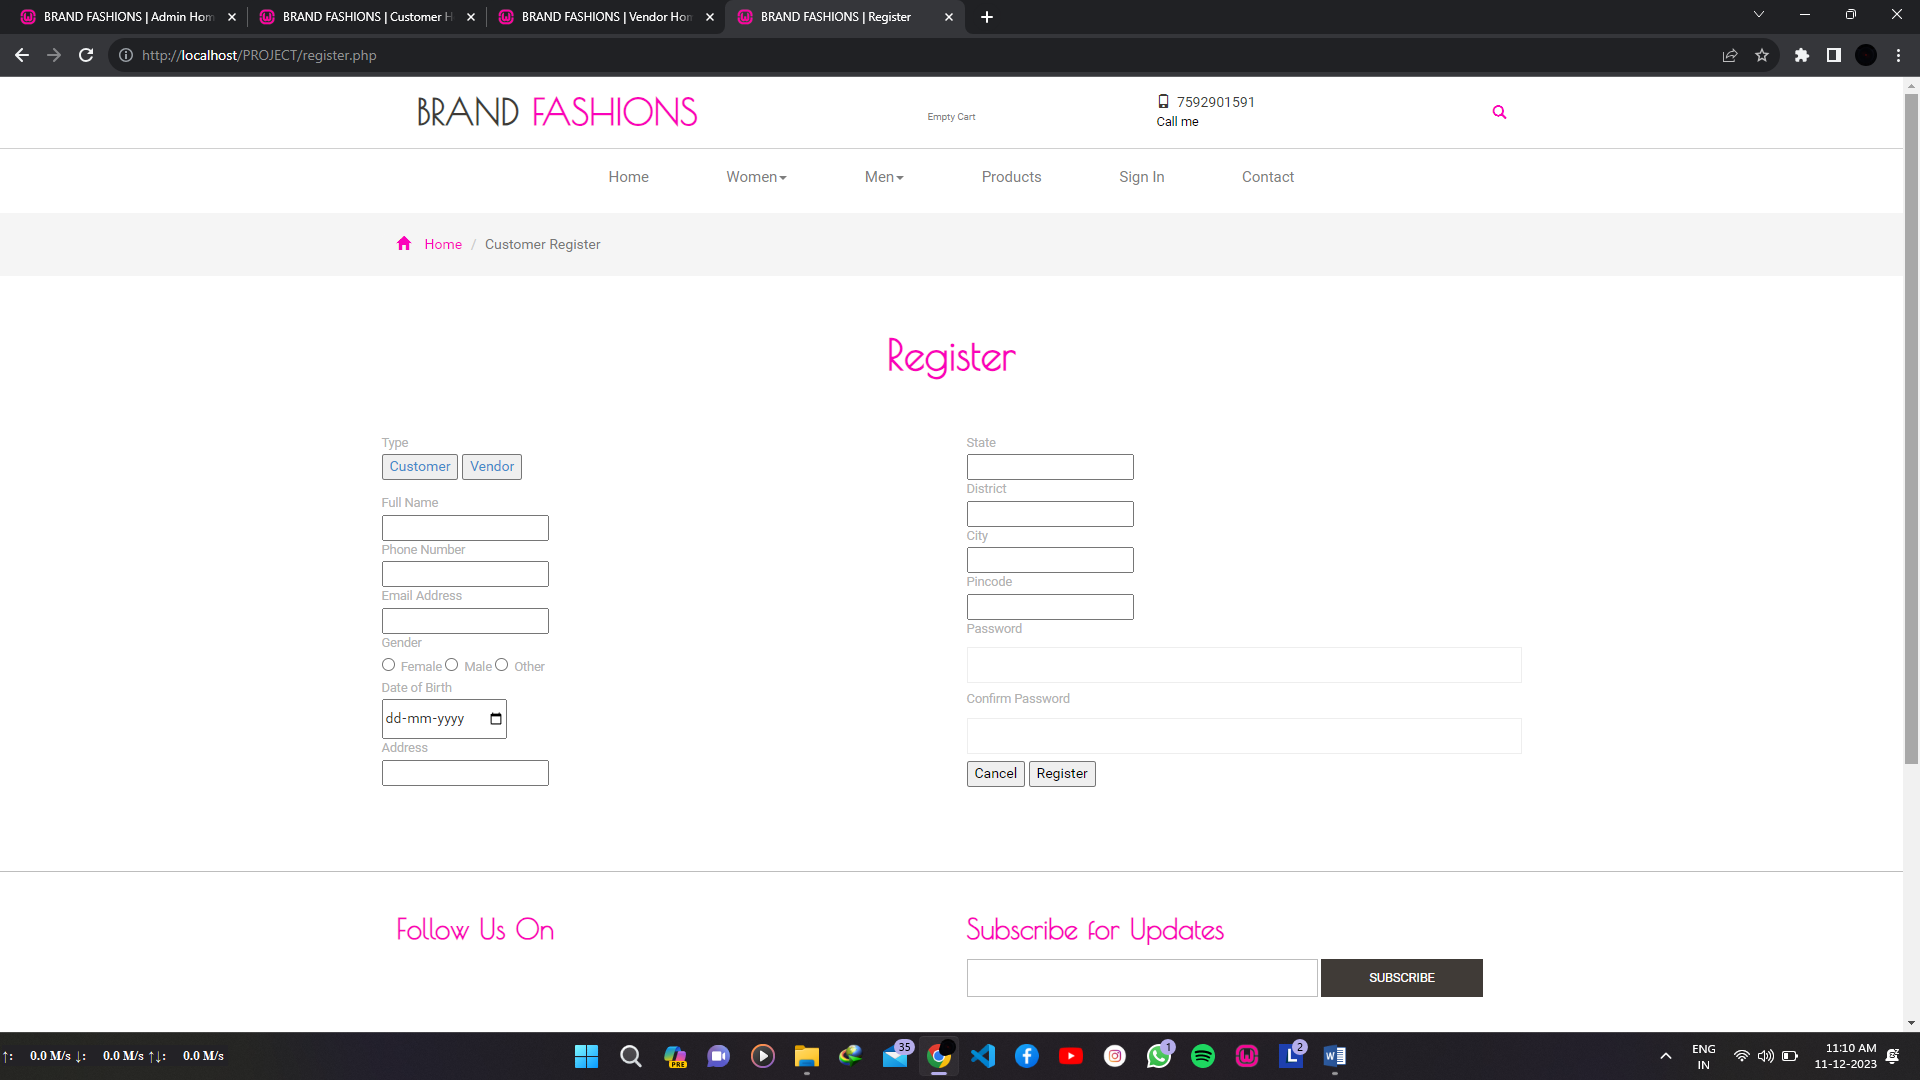 BRAND FASHIONS | Admin Hom
BRAND FASHIONS | Customer H
BRAND FASHIONS | Vendor Hom
BRAND FASHIONS | Register
http://localhost/PROJECT/register.php
BRAND FASHIONS
Empty Cart
7592901591
Call me
Home
Women
Men
Products
Sign In
Contact
Home / Customer Register
Register
Type
Customer
Vendor
Full Name
Phone Number
Email Address
Gender
Female
Male
Other
Date of Birth
dd-mm-yyyy
Address
State
District
City
Pincode
Password
Confirm Password
Cancel
Register
Follow Us On
Subscribe for Updates
SUBSCRIBE
↑: 0.0 M/s ↓: 0.0 M/s ↑↓: 0.0 M/s
PRE
35
1
L
2
W
ENG
IN
11:10 AM
11-12-2023